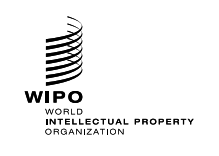 WIPO
WORLD
INTELLECTUAL PROPERTY
ORGANIZATION